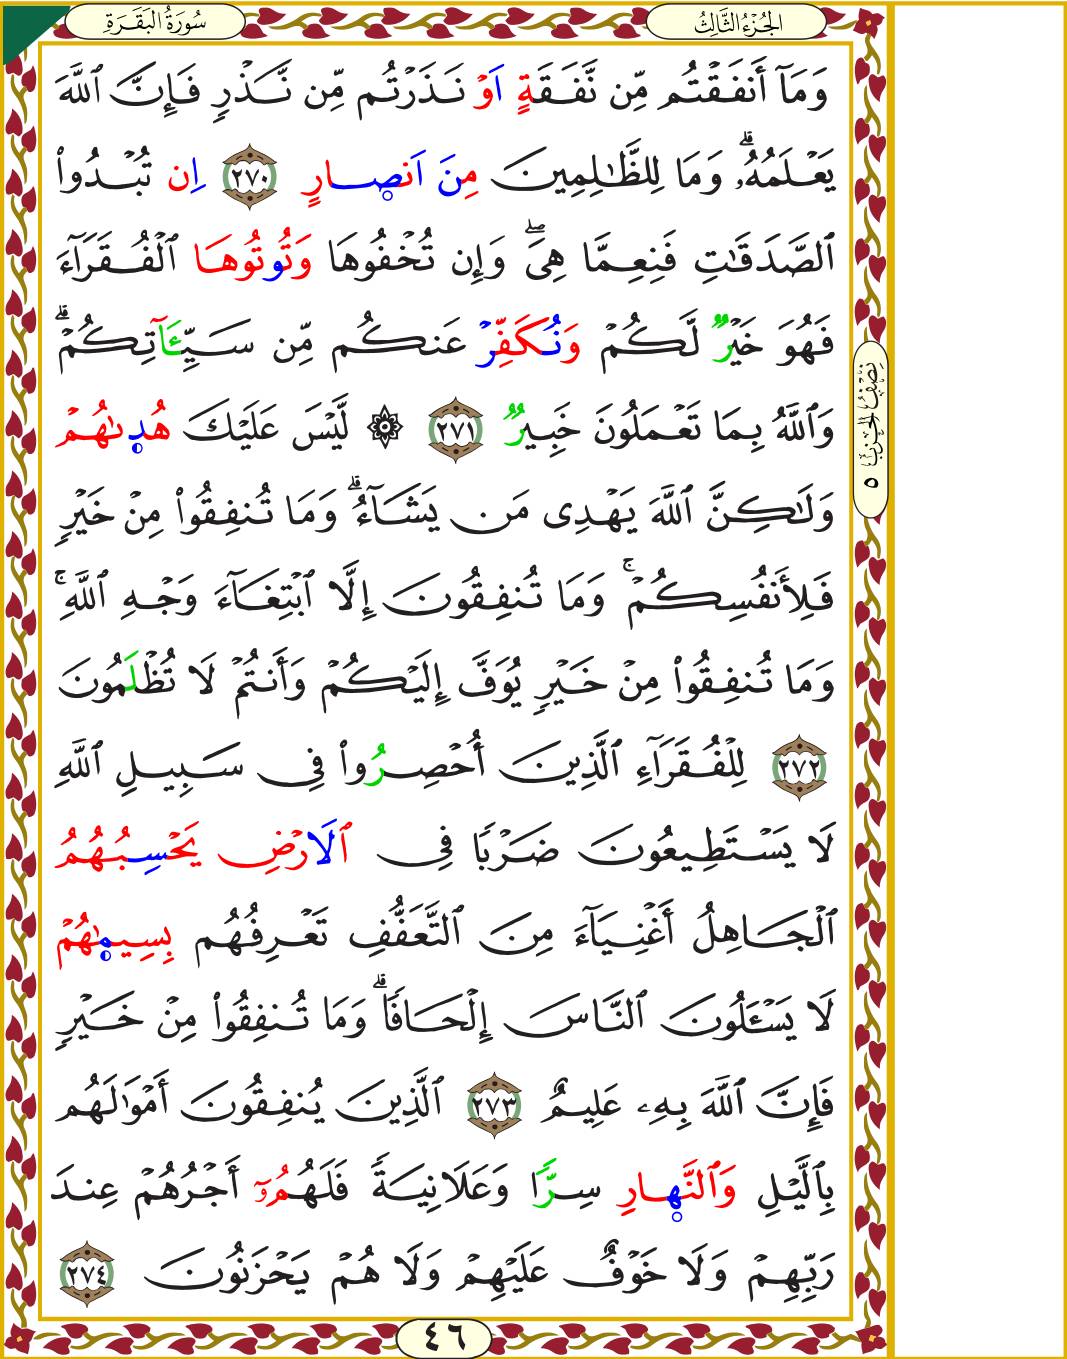 الجُزْءُ الثَّالِثُ
سُورَةُ البَقَرَةِ
وَمَآ أَنفَقْتُم مِّن نَّفَقَةٍ اَوْ نَذَرْتُم مِّن نَّذْرٍ فَإِنَّ ٱللَّهَ
يَعْلَمُهُۥۗ وَمَا لِلظَّٰلِمِينَ مِنَ اَنصٍ۪ارٍ ٢٧٠ اِن تُبْدُوا۟
ٱلصَّدَقَٰتِ فَنِعِمَّا هِىَۖ وَإِن تُخْفُوهَا وَتُوتُوهَا ٱلْفُقَرَآءَ
فَهُوَ خَيْرٌ لَّكُمْ وَنُكَفِّرْ عَنكُم مِّن سَيِّـَٔاتِكُمْۗ
وَٱللَّهُ بِمَا تَعْمَلُونَ خَبِيرٌ ٢٧١ ۞ لَّيْسَ عَلَيْكَ هُد۪ىٰهُمْ
وَلَٰكِنَّ ٱللَّهَ يَهْدِى مَن يَشَآءُۗ وَمَا تُنفِقُوا۟ مِنْ خَيْرٍ
فَلِأَنفُسِكُمْۚ وَمَا تُنفِقُونَ إِلَّا ٱبْتِغَآءَ وَجْهِ ٱللَّهِۚ
وَمَا تُنفِقُوا۟ مِنْ خَيْرٍ يُوَفَّ إِلَيْكُمْ وَأَنتُمْ لَا تُظْلَمُونَ
٢٧٢ لِلْفُقَرَآءِ ٱلَّذِينَ أُحْصِرُوا۟ فِى سَبِيلِ ٱللَّهِ
لَا يَسْتَطِيعُونَ ضَرْبًا فِى ٱلَارْضِ يَحْسِبُهُمُ
ٱلْجَاهِلُ أَغْنِيَآءَ مِنَ ٱلتَّعَفُّفِ تَعْرِفُهُم بِسِيم۪ىٰهُمْ
لَا يَسْـَٔلُونَ ٱلنَّاسَ إِلْحَافًاۗ وَمَا تُنفِقُوا۟ مِنْ خَيْرٍ
فَإِنَّ ٱللَّهَ بِهِۦ عَلِيمٌ ٢٧٣ ٱلَّذِينَ يُنفِقُونَ أَمْوَٰلَهُم
بِٱلَّيْلِ وَٱلنَّه۪ارِ سِرًّا وَعَلَانِيَةً فَلَهُمُۥٓ أَجْرُهُمْ عِندَ
رَبِّهِمْ وَلَا خَوْفٌ عَلَيْهِمْ وَلَا هُمْ يَحْزَنُونَ ٢٧٤
نِصْفُ الحِزْبِ ٥
٤٦